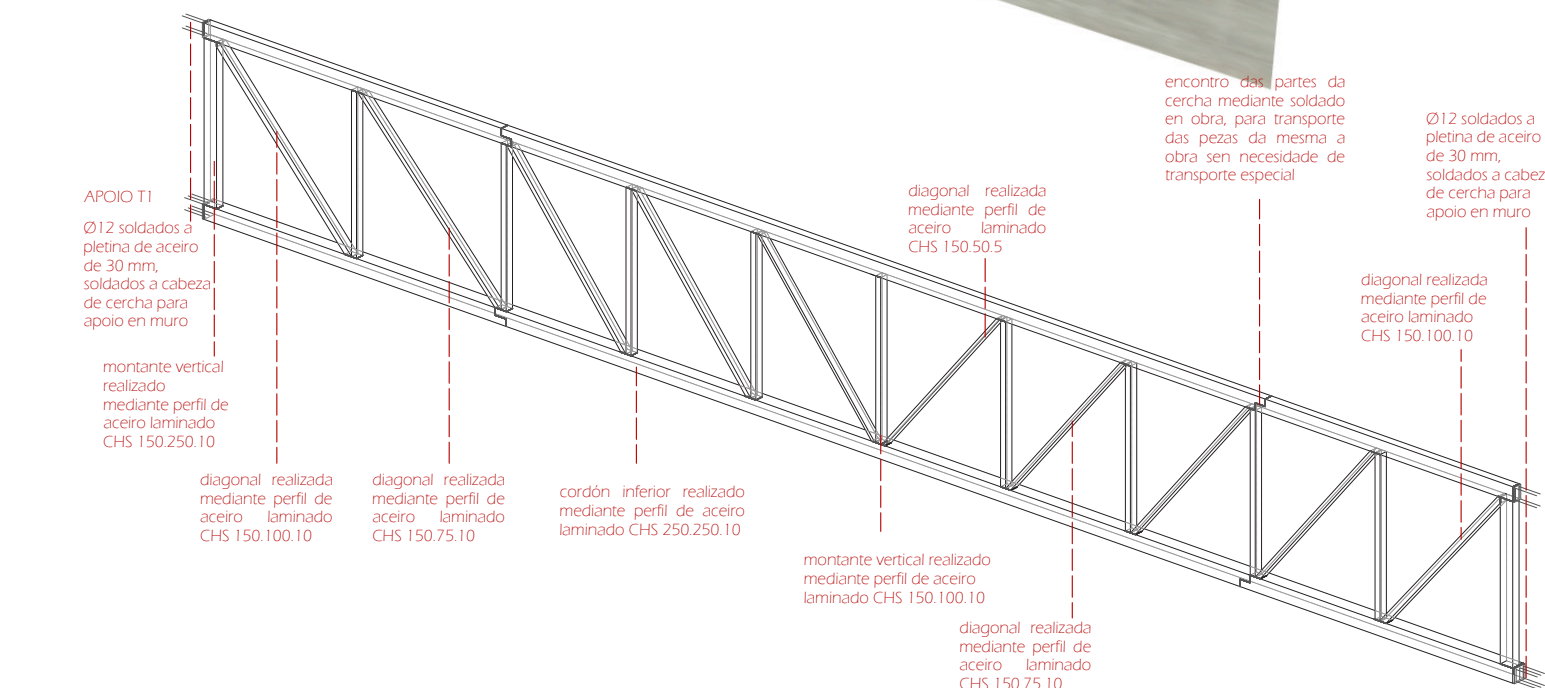 APOIO T1
Ø12 soldados a
pletina de aceiro
de 30 mm,
soldados a cabeza
de cercha para
apoio en muro
montante vertical
realizado
mediante perfil de
aceiro laminado
CHS 150.250.10
diagonal realizada
mediante perfil de
aceiro laminado
CHS 150.100.10
diagonal realizada
mediante perfil de
aceiro laminado
CHS 150.75.10
cordón inferior realizado
mediante perfil de aceiro
laminado CHS 250.250.10
montante vertical realizado
mediante perfil de aceiro
laminado CHS 150.100.10
diagonal realizada
mediante perfil de
aceiro laminado
CHS 150.75.10
diagonal realizada
mediante perfil de
aceiro laminado
CHS 150.50.5
encontro das partes da
cercha mediante soldado
en obra, para transporte
das pezas da mesma a
obra sen necesidade de
transporte especial
Ø12 soldados a
pletina de aceiro
de 30 mm,
soldados a cabez
de cercha para
apoio en muro
diagonal realizada
mediante perfil de
aceiro laminado
CHS 150.100.10